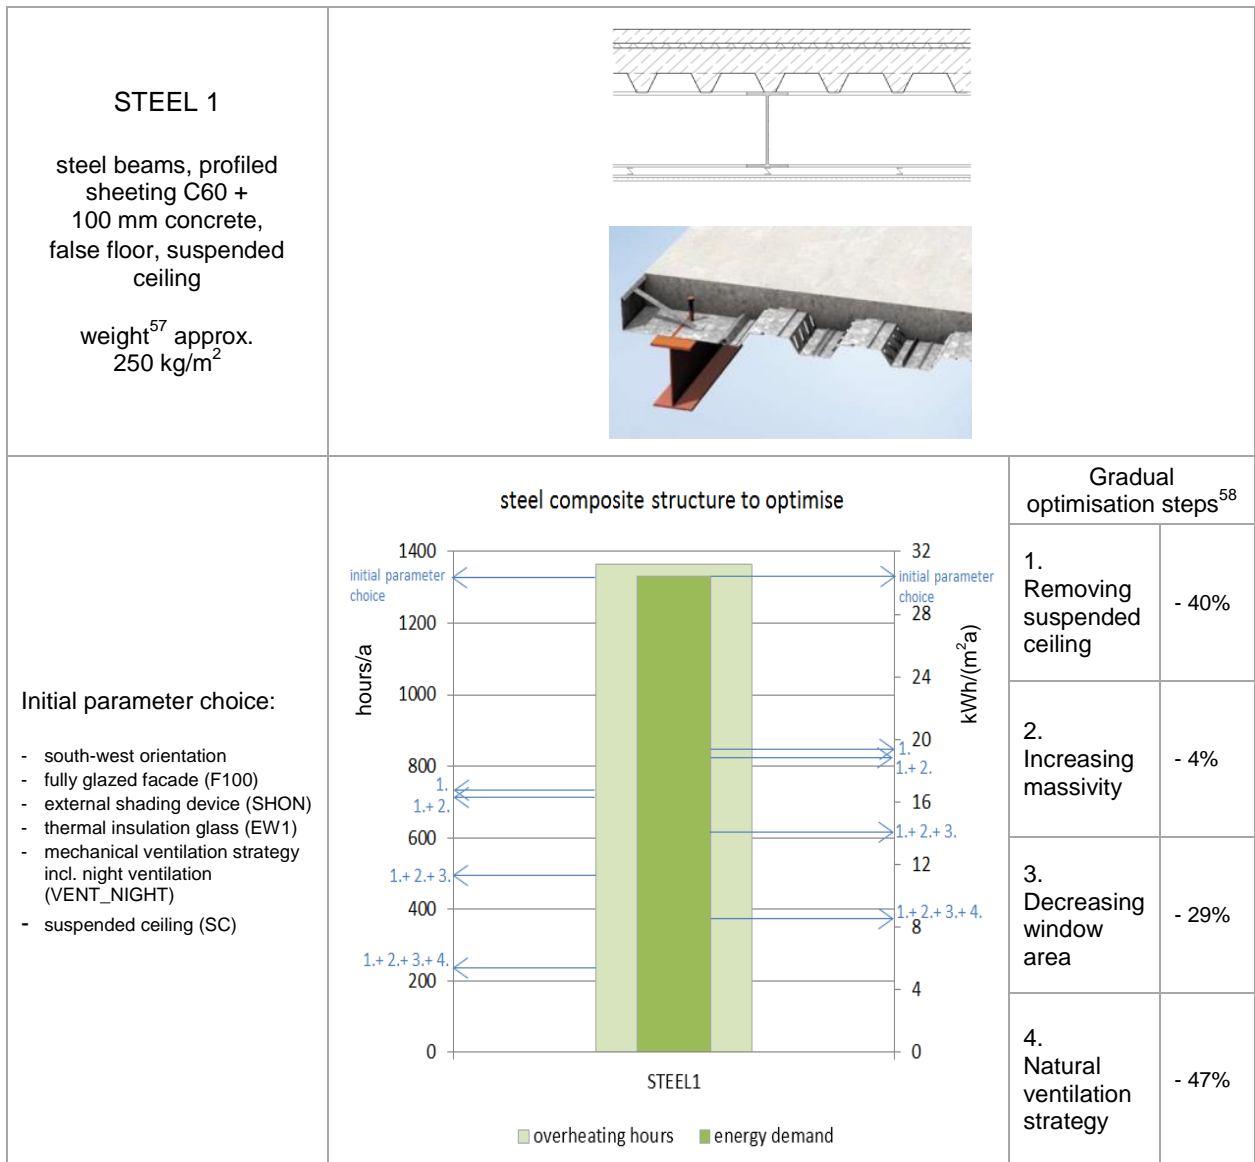 STEEL 1
steel beams, profiled
sheeting C60 +
100 mm concrete,
false floor, suspended
ceiling
weight57 approx.
250 kg/m2
Initial parameter choice:
- south-west orientation
- fully glazed facade (F100)
- external shading device (SHON)
- thermal insulation glass (EW1)
- mechanical ventilation strategy
incl. night ventilation
(VENT_NIGHT)
- suspended ceiling (SC)
steel composite structure to optimise
hours/a
1400
1200
1000
800
600
400
200
0
initial parameter
choice
1.
1.+ 2.
1.+ 2.+ 3.
1.+ 2.+ 3.+ 4.
kWh/(m2a)
32
28
24
20
16
12
8
4
0
initial parameter
choice
1.
1.+ 2.
1.+ 2.+ 3.
1.+ 2.+ 3.+ 4.
STEEL1
overheating hours
energy demand
Gradual
optimisation steps58
1.
Removing
suspended
ceiling
- 40%
2.
Increasing
massivity
- 4%
3.
Decreasing
window
area
- 29%
4.
Natural
ventilation
strategy
- 47%